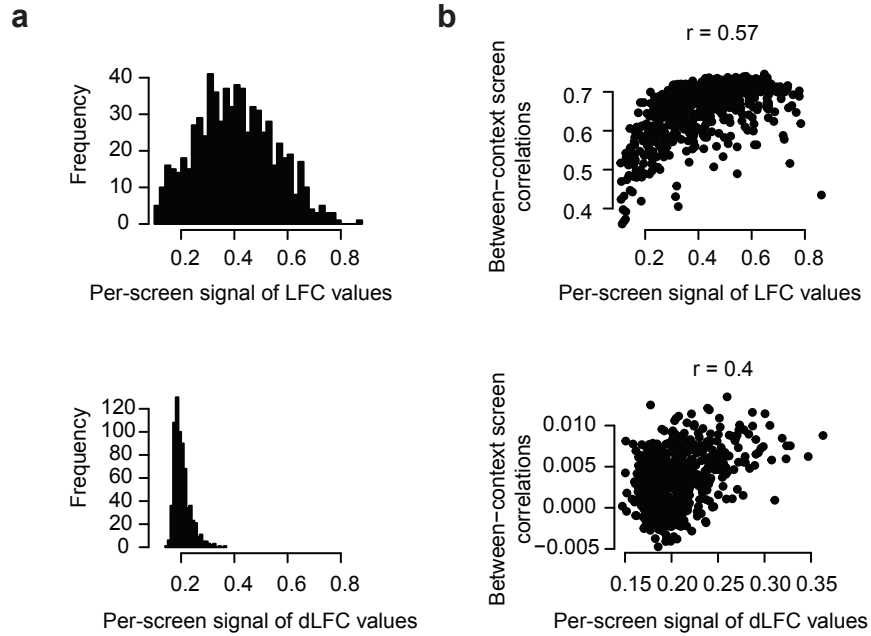 a
Frequency
40
30
20
10
0
0.2 0.4 0.6 0.8
Per-screen signal of LFC values
b
r = 0.57
Between−context screen
correlations
0.7
0.6
0.5
0.4
0.2 0.4 0.6 0.8
Per-screen signal of LFC values
Frequency
120
100
80
60
40
20
0
0.2 0.4 0.6 0.8
Per-screen signal of dLFC values
r = 0.4
Between−context screen
correlations
0.010
0.005
0.000
−0.005
0.15 0.20 0.25 0.30 0.35
Per-screen signal of dLFC values